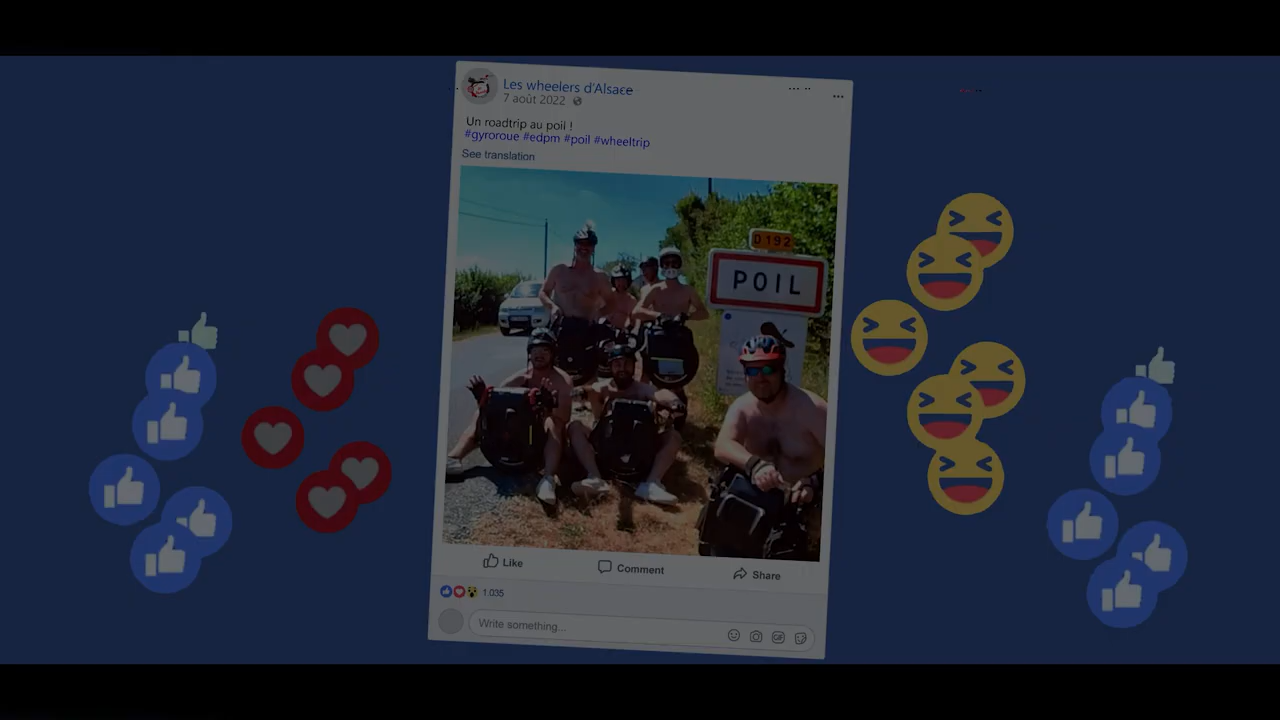 Les wheelers d'Alsace
7 août 2022
Un roadtrip au poil !
#gyroroue #edpm #poil #wheeltrip
See translation
D192
POIL
Like
Comment
Share
1 035
Write something...
GIF